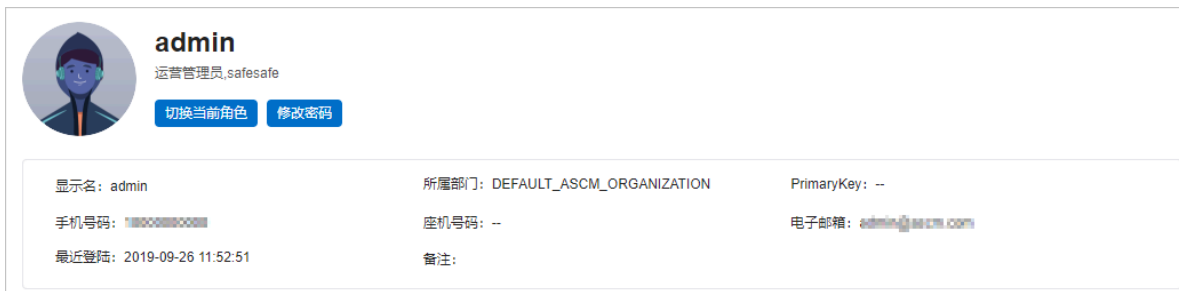 admin
运营管理员,safesafe
切换当前角色 修改密码
显示名：admin 所属部门：DEFAULT_ASCM_ORGANIZATION PrimaryKey：--
手机号码： 座机号码：-- 电子邮箱：
最近登陆：2019-09-26 11:52:51 备注：